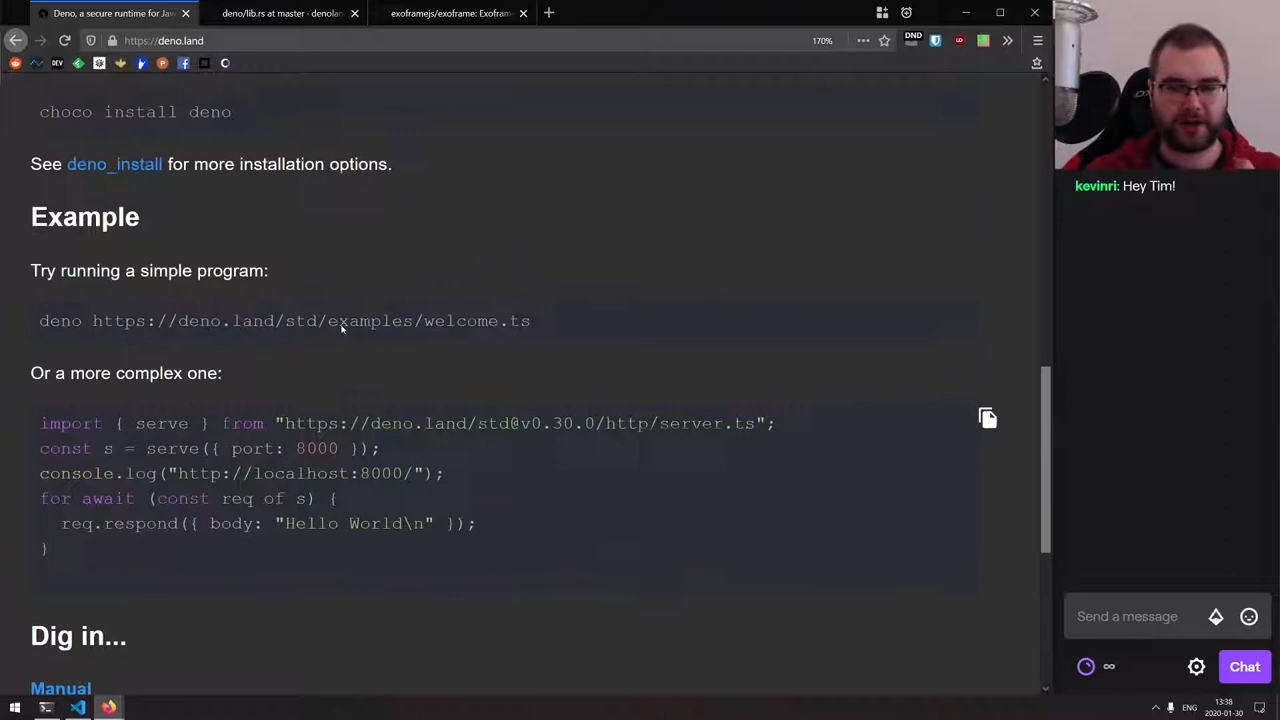 Deno, a secure runtime for Jav
deno/lib.rs at master - denolan
exoframejs/exoframe: Exofram
https://deno.land
170%
DND
DEV
choco install deno
See deno_install for more installation options.
Example
Try running a simple program:
deno https://deno.land/std/examples/welcome.ts
Or a more complex one:
import { serve } from "https://deno.land/std@v0.30.0/http/server.ts";
const s = serve({ port: 8000 });
console.log("http://localhost:8000/");
for await (const req of s) {
req.respond({ body: "Hello World\n" });
}
Dig in...
Manual
kevinri: Hey Tim!
Send a message
∞
Chat
ENG
13:38
2020-01-30